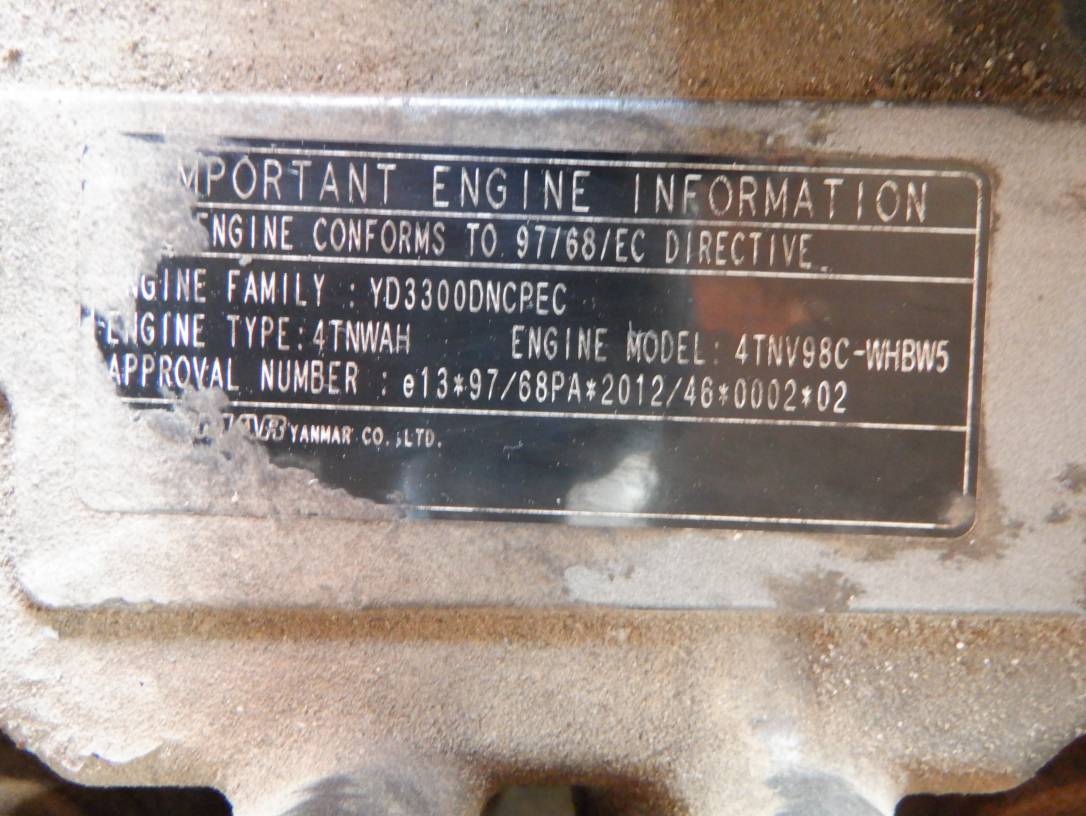 MPORTANT ENGINE INFORMATION
ENGINE CONFORMS TO 97/68/EC DIRECTIVE
ENGINE FAMILY : YD3300DNCPEC
ENGINE TYPE:4TNWAH ENGINE MODEL: 4TNV98C-WHBW5
APPROVAL NUMBER : e13*97/68PA*2012/46*0002*02
YANMAR CO.,LTD.